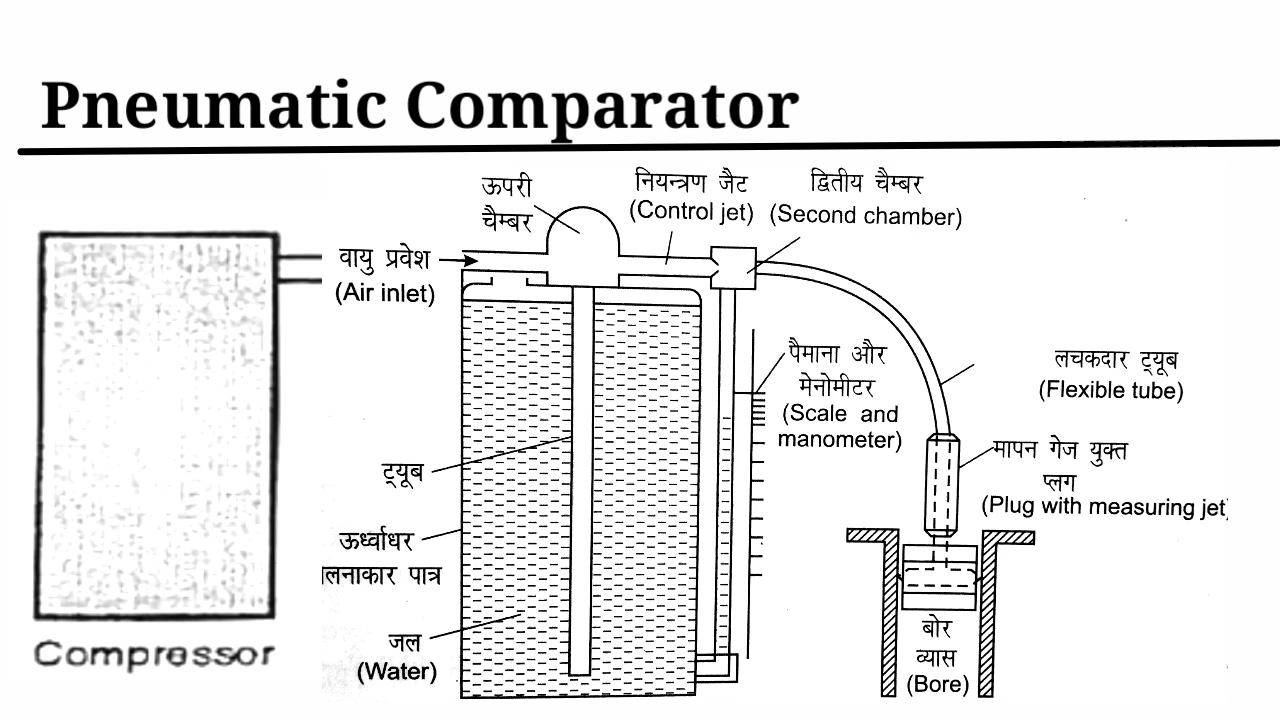 Pneumatic Comparator
ऊपरी
चैम्बर
नियन्त्रण जैट
(Control jet)
द्वितीय चैम्बर
(Second chamber)
वायु प्रवेश
(Air inlet)
पैमाना और
मेनोमीटर
(Scale and
manometer)
लचकदार ट्यूब
(Flexible tube)
मापन गेज युक्त
प्लग
(Plug with measuring jet)
ट्यूब
ऊर्ध्वाधर
लनाकार पात्र
जल
(Water)
बोर
व्यास
(Bore)
Compressor